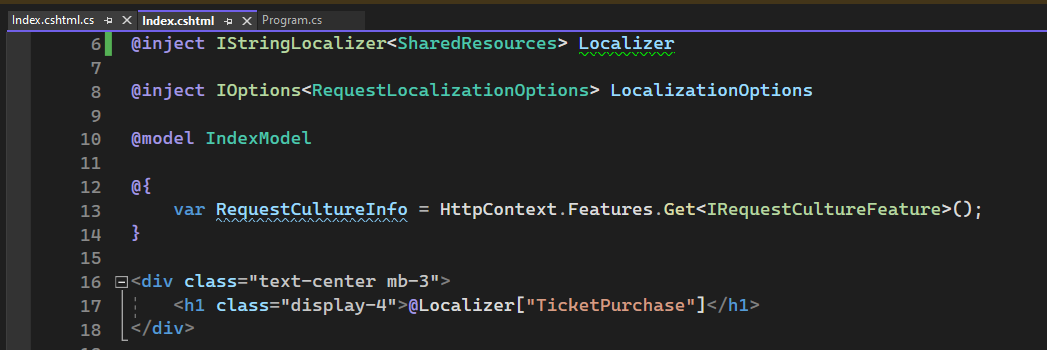 Index.cshtml.cs Index.cshtml Program.cs
6 @inject IStringLocalizer<SharedResources> Localizer
7
8 @inject IOptions<RequestLocalizationOptions> LocalizationOptions
9
10 @model IndexModel
11
12 @{
13 var RequestCultureInfo = HttpContext.Features.Get<IRequestCultureFeature>();
14 }
15
16 <div class="text-center mb-3">
17 <h1 class="display-4">@Localizer["TicketPurchase"]</h1>
18 </div>